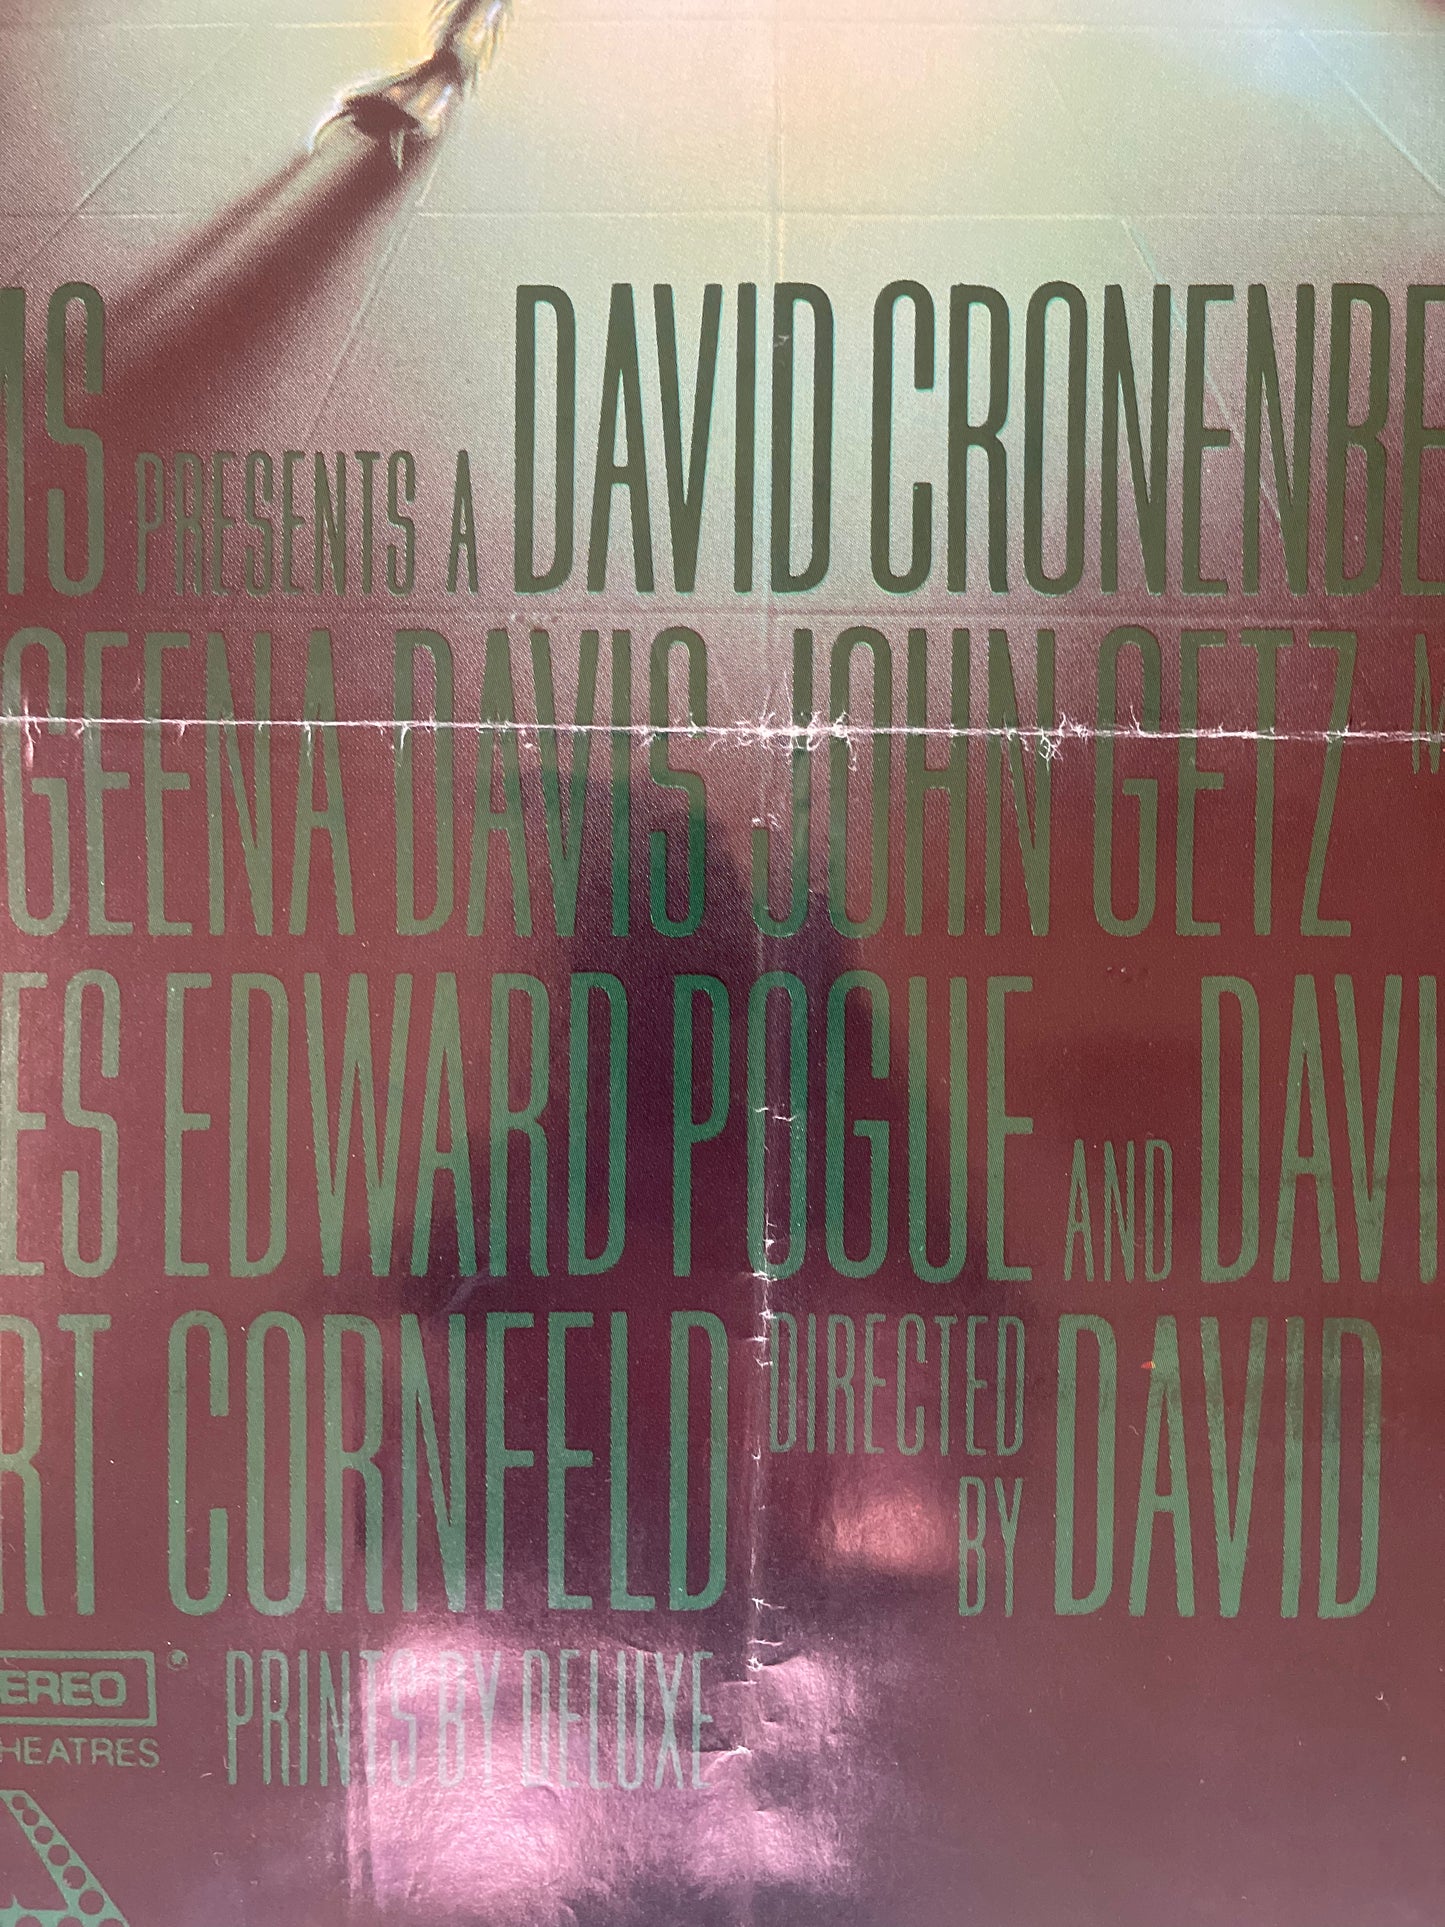 MS PRESENTS A DAVID CRONENBE
GEENA DAVIS JOHN GETZ M
ES EDWARD POGUE AND DAVI
RT CORNFELD DIRECTED BY DAVID
EREO
HEATRES
PRINTS BY DELUXE